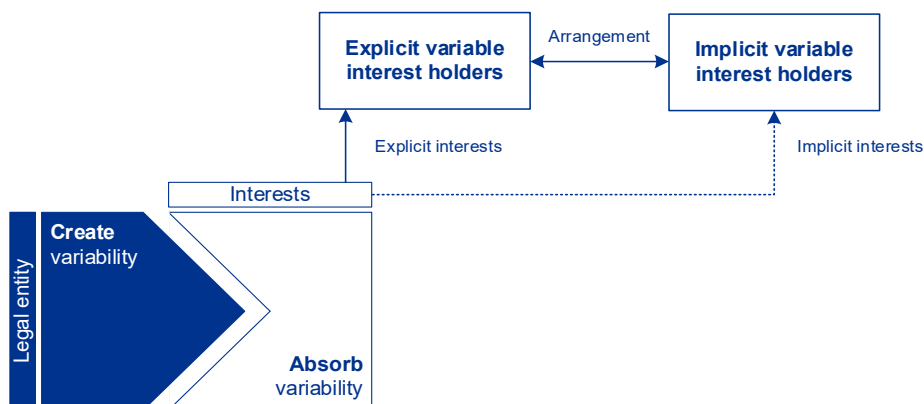 Explicit variable
interest holders
Arrangement
Implicit variable
interest holders
Explicit interests
Implicit interests
Interests
Legal entity
Create
variability
Absorb
variability